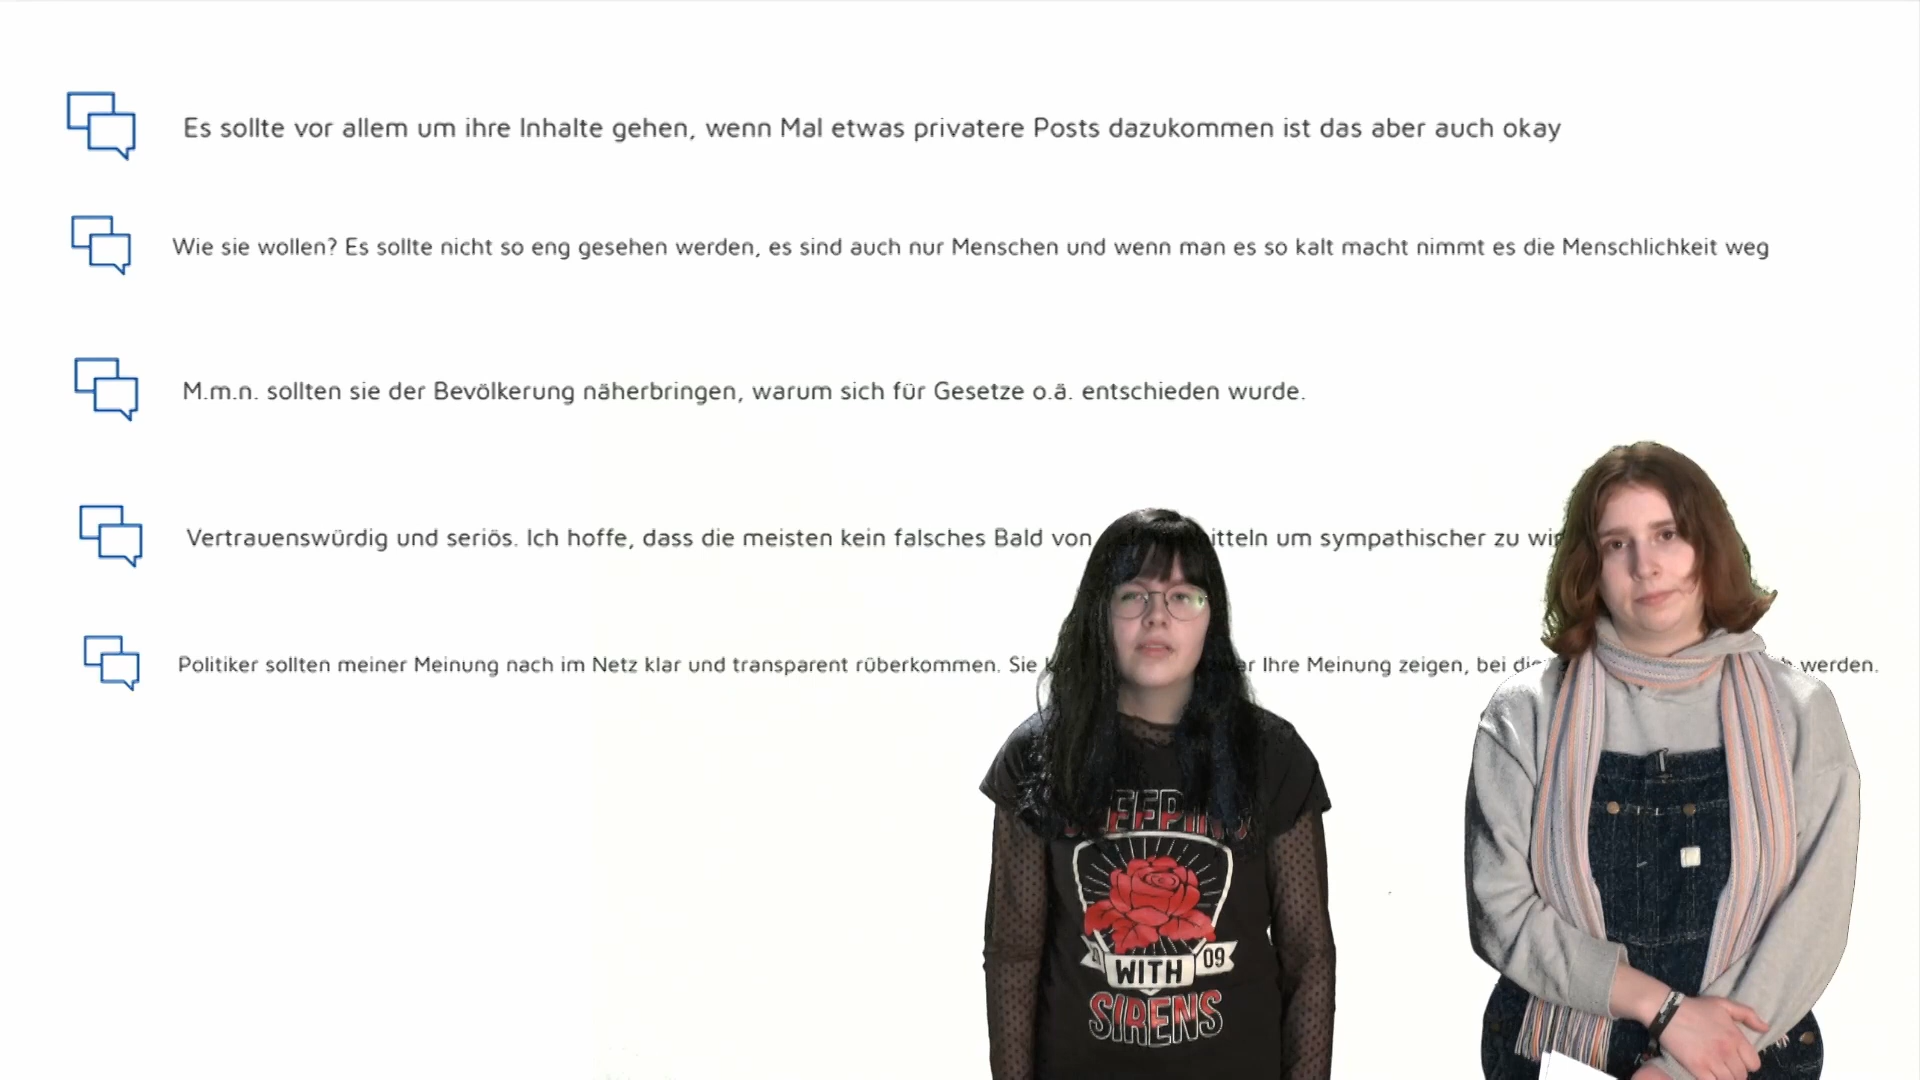 Es sollte vor allem um ihre Inhalte gehen, wenn Mal etwas privatere Posts dazukommen ist das aber auch okay
Wie sie wollen? Es sollte nicht so eng gesehen werden, es sind auch nur Menschen und wenn man es so kalt macht nimmt es die Menschlichkeit weg
M.m.n. sollten sie der Bevölkerung näherbringen, warum sich für Gesetze o.ä. entschieden wurde.
Vertrauenswürdig und seriös. Ich hoffe, dass die meisten kein falsches Bald von um sympathischer zu
Politiker sollten meiner Meinung nach im Netz klar und transparent rüberkommen. Sie Ihre Meinung zeigen, bei werden.
WITH
09
SIRENS